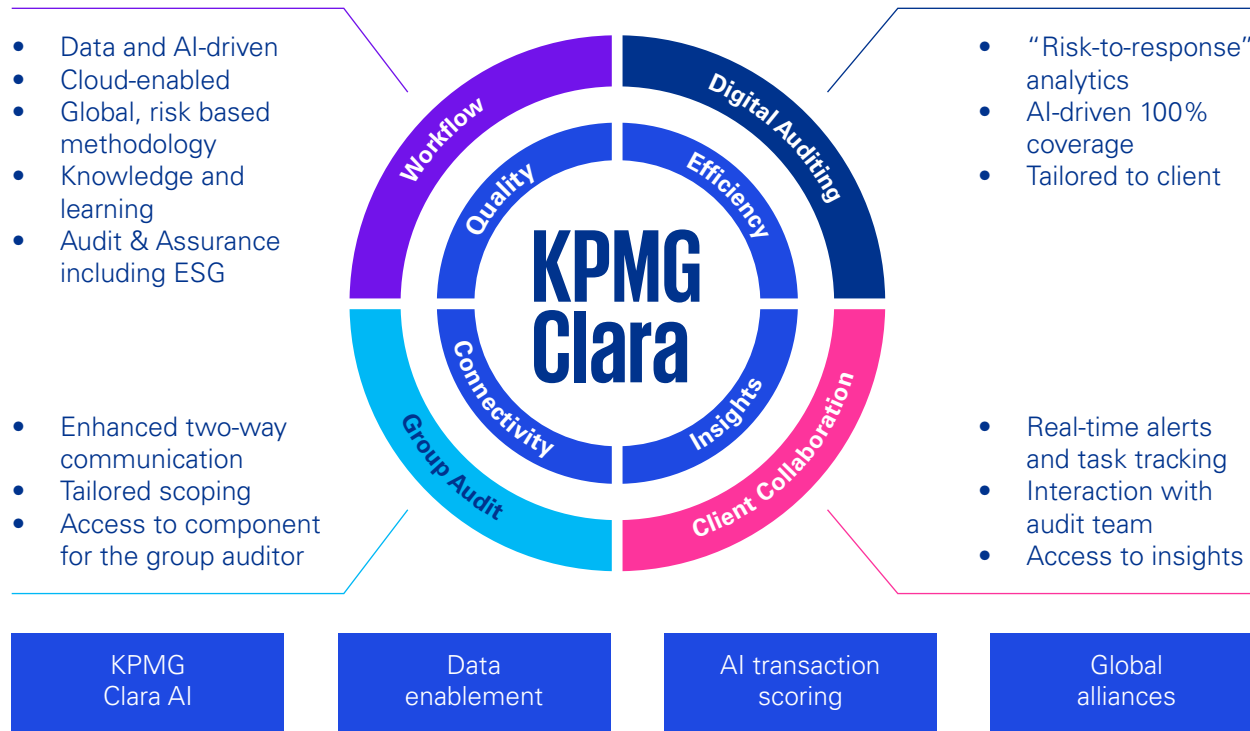 • Data and AI-driven
• Cloud-enabled
• Global, risk based
methodology
• Knowledge and
learning
• Audit & Assurance
including ESG
Workflow
Digital Auditing
• “Risk-to-response”
analytics
• AI-driven 100%
coverage
• Tailored to client
Quality
Efficiency
KPMG
Clara
Connectivity
Insights
Group Audit
Client Collaboration
• Enhanced two-way
communication
• Tailored scoping
• Access to component
for the group auditor
• Real-time alerts
and task tracking
• Interaction with
audit team
• Access to insights
KPMG
Clara AI
Data
enablement
AI transaction
scoring
Global
alliances